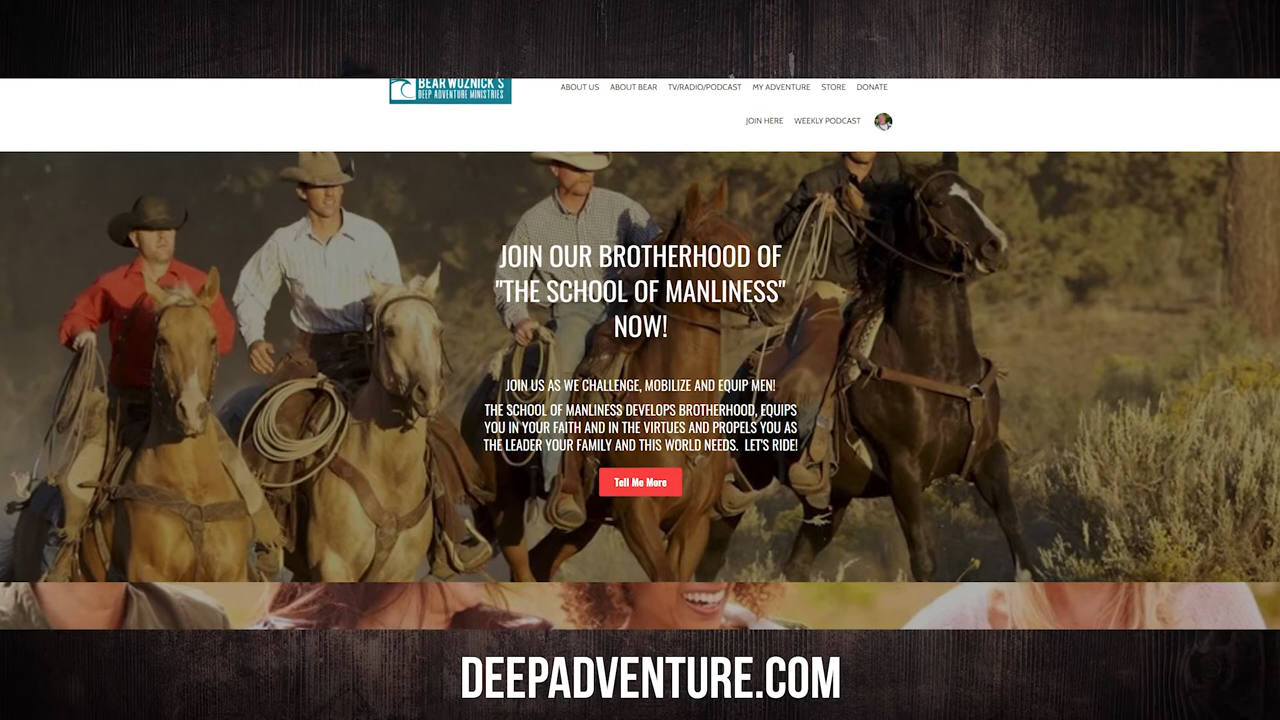 BEAR WOZNICK'S
DEEP ADVENTURE MINISTRIES
ABOUT US ABOUT BEAR TV/RADIO/PODCAST MY ADVENTURE STORE DONATE
JOIN HERE WEEKLY PODCAST
JOIN OUR BROTHERHOOD OF
"THE SCHOOL OF MANLINESS"
NOW!
JOIN US AS WE CHALLENGE, MOBILIZE AND EQUIP MEN!
THE SCHOOL OF MANLINESS DEVELOPS BROTHERHOOD, EQUIPS
YOU IN YOUR FAITH AND IN THE VIRTUES AND PROPELS YOU AS
THE LEADER YOUR FAMILY AND THIS WORLD NEEDS. LET'S RIDE!
Tell Me More
DEEPADVENTURE.COM